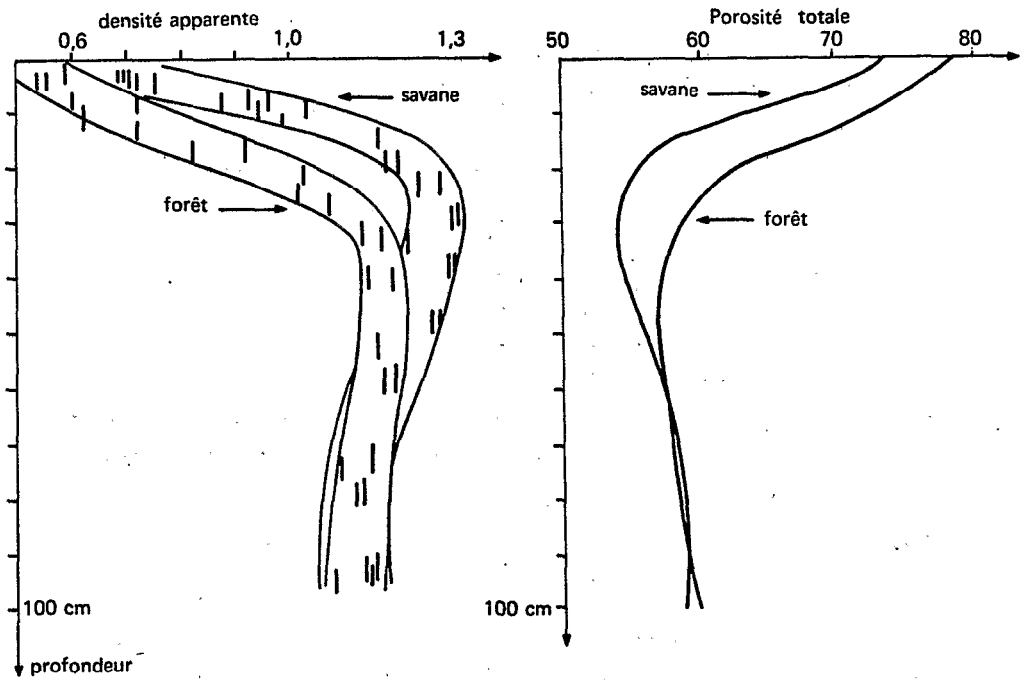 densité apparente
0,6 1,0 1,3
savane
forêt
100 cm
profondeur
Porosité totale
50 60 70 80
savane
forêt
100 cm